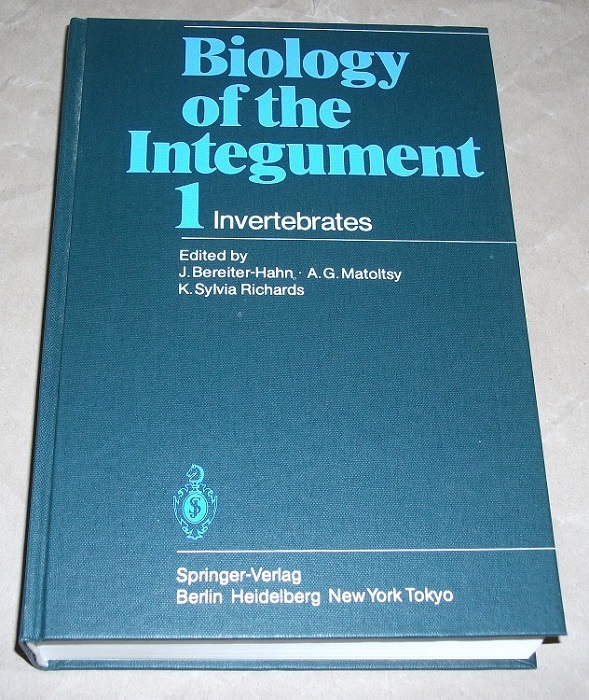 Biology
of the
Integument
1 Invertebrates
Edited by
J. Bereiter-Hahn · A. G. Matoltsy
K. Sylvia Richards
S
Springer-Verlag
Berlin Heidelberg New York Tokyo